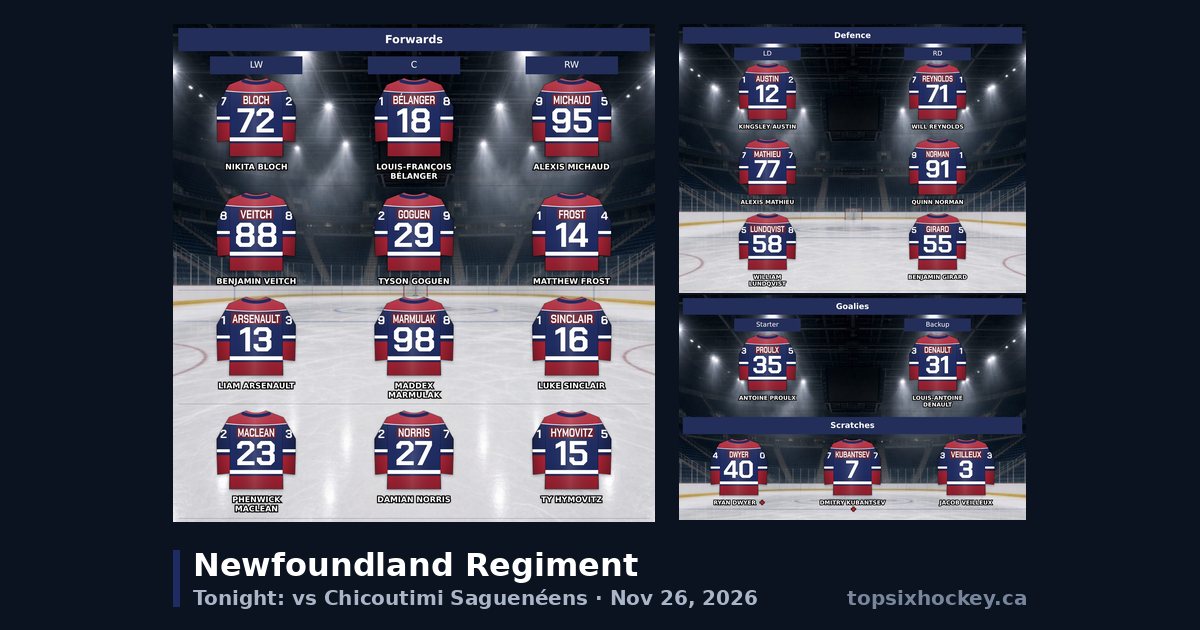 Forwards
LW C RW
7 BLOCH 2 1 BÉLANGER 8 9 MICHAUD 5
72 18 95
NIKITA BLOCH LOUIS-FRANÇOIS ALEXIS MICHAUD
BÉLANGER
8 VEITCH 8 2 GOGUEN 9 1 FROST 4
88 29 14
BENJAMIN VEITCH TYSON GOGUEN MATTHEW FROST
1 ARSENAULT 3 9 MARMULAK 8 1 SINCLAIR 6
13 98 16
LIAM ARSENAULT MADDEX LUKE SINCLAIR
MARMULAK
2 MACLEAN 3 2 NORRIS 7 1 HYMOVITZ 5
23 27 15
PHENWICK DAMIAN NORRIS TY HYMOVITZ
MACLEAN
Defence
LD RD
1 AUSTIN 2 7 REYNOLDS 1
12 71
KINGSLEY AUSTIN WILL REYNOLDS
7 MATHIEU 7 9 NORMAN 1
77 91
ALEXIS MATHIEU QUINN NORMAN
5 LUNDQVIST 8 5 GIRARD 5
58 55
WILLIAM BENJAMIN GIRARD
LUNDQVIST
Goalies
Starter Backup
3 PROULX 5 3 DENAULT 1
35 31
ANTOINE PROULX LOUIS-ANTOINE
DENAULT
Scratches
4 DWYER 0 7 KUBANTSEV 7 3 VEILLEUX 3
40 7 3
RYAN DWYER DMITRY KUBANTSEV JACOB VEILLEUX
Newfoundland Regiment
Tonight: vs Chicoutimi Saguenéens · Nov 26, 2026 topsixhockey.ca